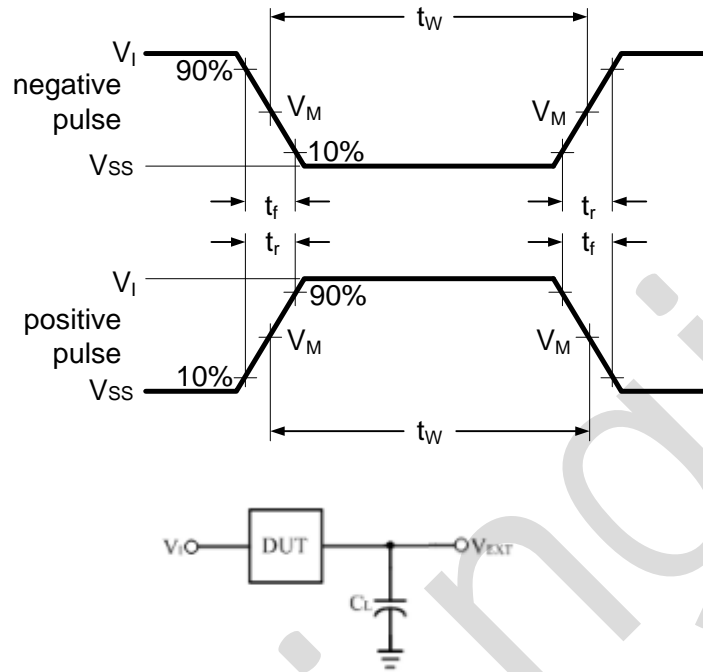 tW
VI
90%
negative
pulse
VM
VM
10%
VSS
tf
tr
tr
tf
VI
90%
positive
pulse
VM
VM
10%
VSS
tW
VI
DUT
VEXT
CL